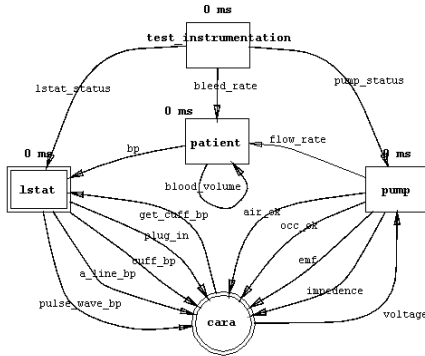 0 ms
test_instrumentation
lstat_status
bleed_rate
pump_status
0 ms
patient
flow_rate
0 ms
bp
0 ms
lstat
blood_volume
pump
get_cuff_bp
air_ok
plug_in
occ_ok
cuff_bp
emf
a_line_bp
impedence
pulse_wave_bp
cara
voltage